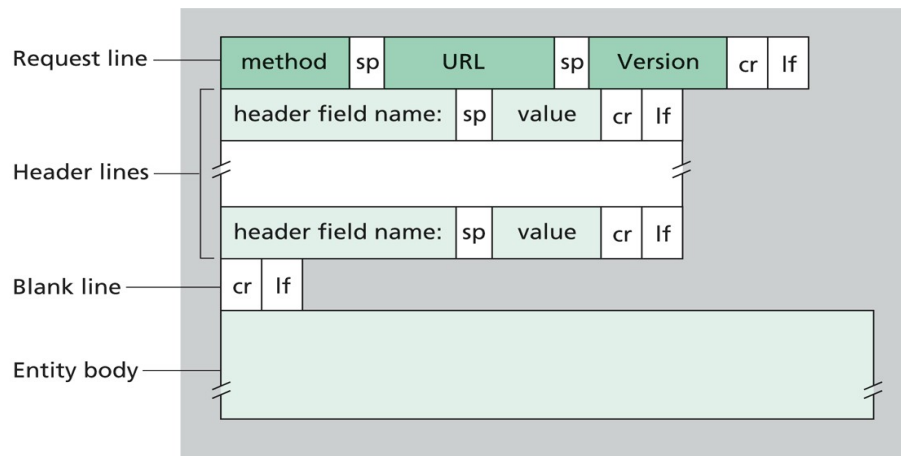 Request line method sp URL sp Version cr lf
header field name: sp value cr lf
Header lines
header field name: sp value cr lf
Blank line cr lf
Entity body